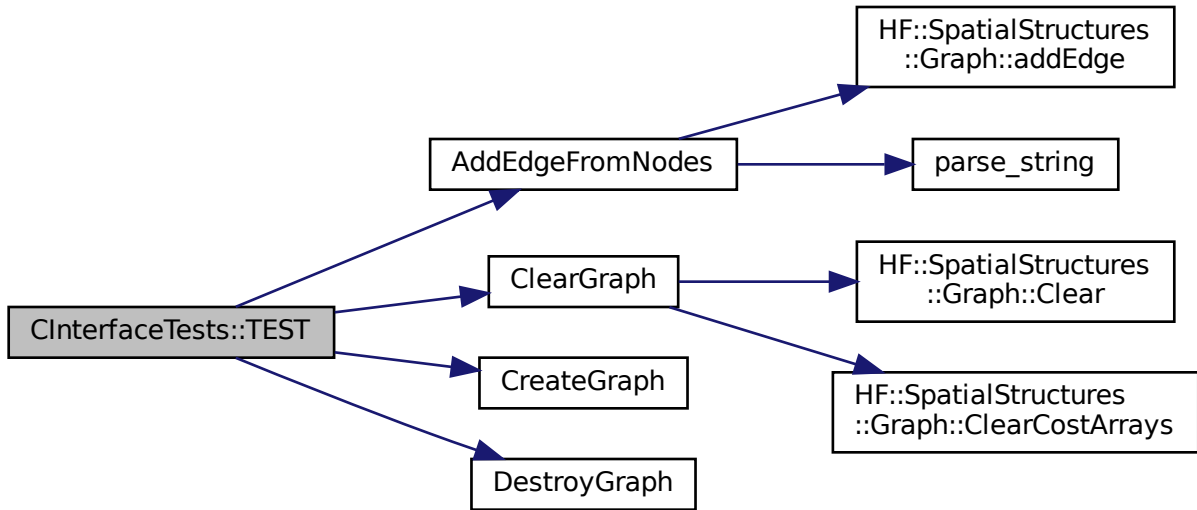 HF::SpatialStructures
::Graph::addEdge
AddEdgeFromNodes
parse_string
ClearGraph
HF::SpatialStructures
::Graph::Clear
CInterfaceTests::TEST
CreateGraph
HF::SpatialStructures
::Graph::ClearCostArrays
DestroyGraph